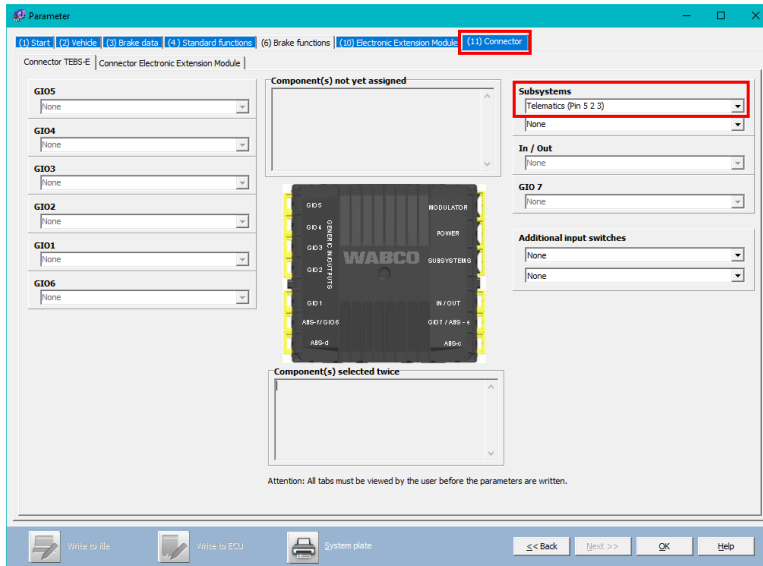 Parameter
(1) Start (2) Vehicle (3) Brake data (4) Standard functions (6) Brake functions (10) Electronic Extension Module (11) Connector
Connector TEBS-E Connector Electronic Extension Module
GIO5
None
GIO4
None
GIO3
None
GIO2
None
GIO1
None
GIO6
None
Component(s) not yet assigned
GIO5
GIO4
GIO3
GIO2
GIO1
ABS-f/GIO6
ABS-d
GENERIC IN/OUTPUTS
WABCO
MODULATOR
POWER
SUBSYSTEMS
IN/OUT
GIO7 / ABS-e
ABS-c
Component(s) selected twice
Attention: All tabs must be viewed by the user before the parameters are written.
Subsystems
Telematics (Pin 5 2 3)
None
In / Out
None
GIO 7
None
Additional input switches
None
None
Write to file Write to ECU System plate << Back Next >> OK Help